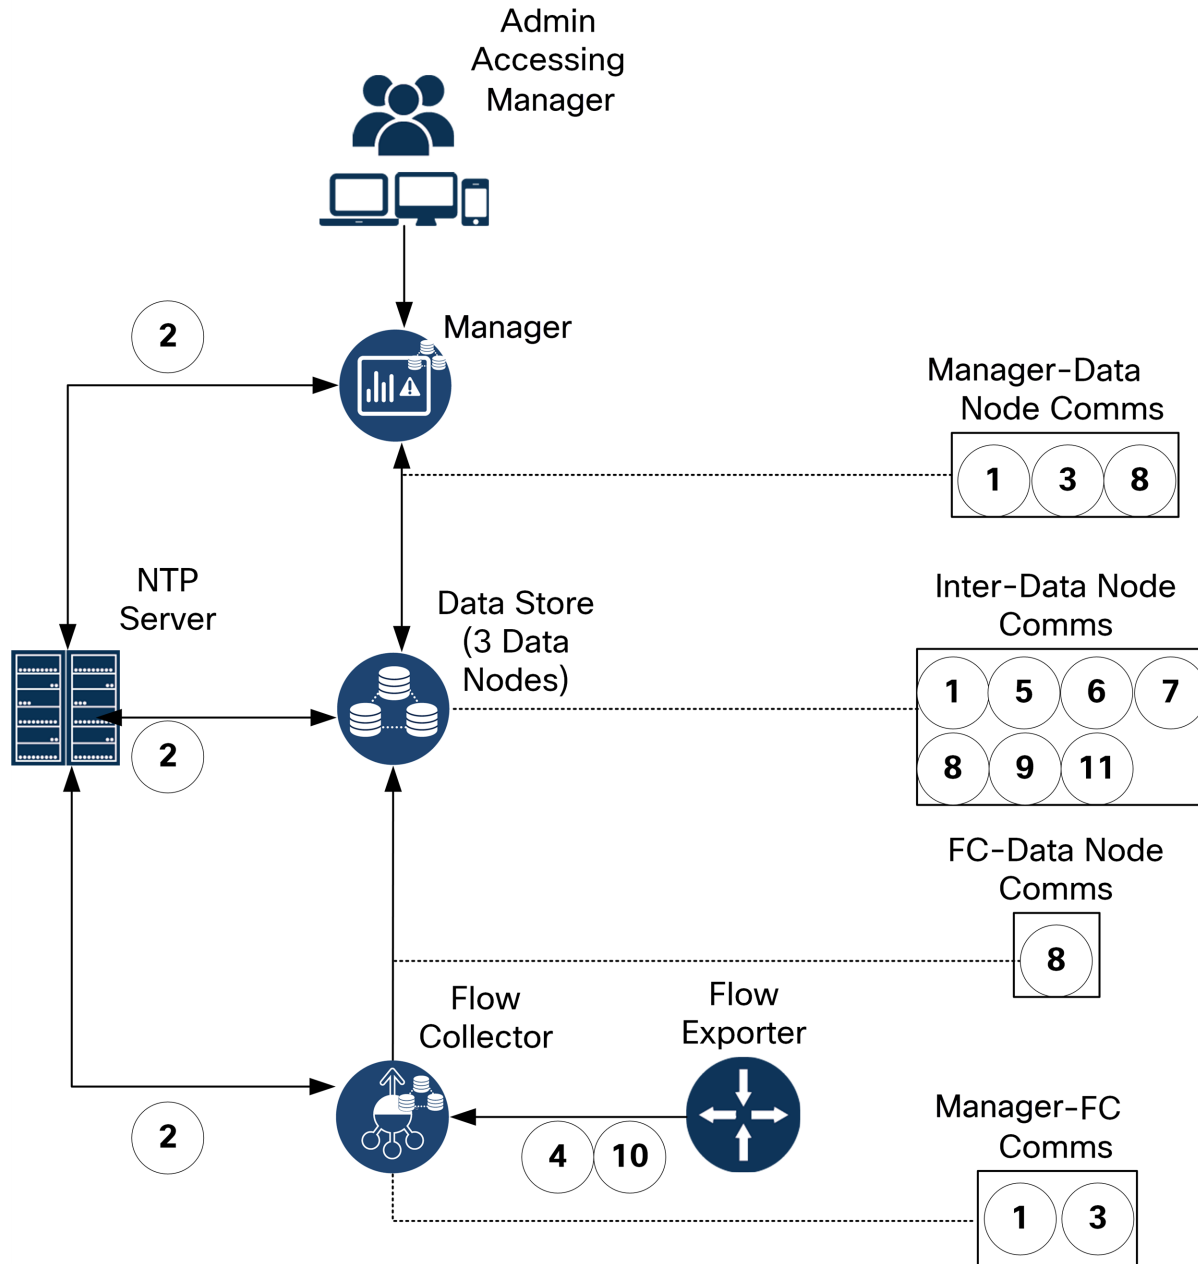 Admin
Accessing
Manager
2
Manager
Manager-Data
Node Comms
1 3 8
NTP
Server
Data Store
(3 Data
Nodes)
2
Inter-Data Node
Comms
1 5 6 7
8 9 11
FC-Data Node
Comms
8
Flow
Collector
Flow
Exporter
2
4 10
Manager-FC
Comms
1 3